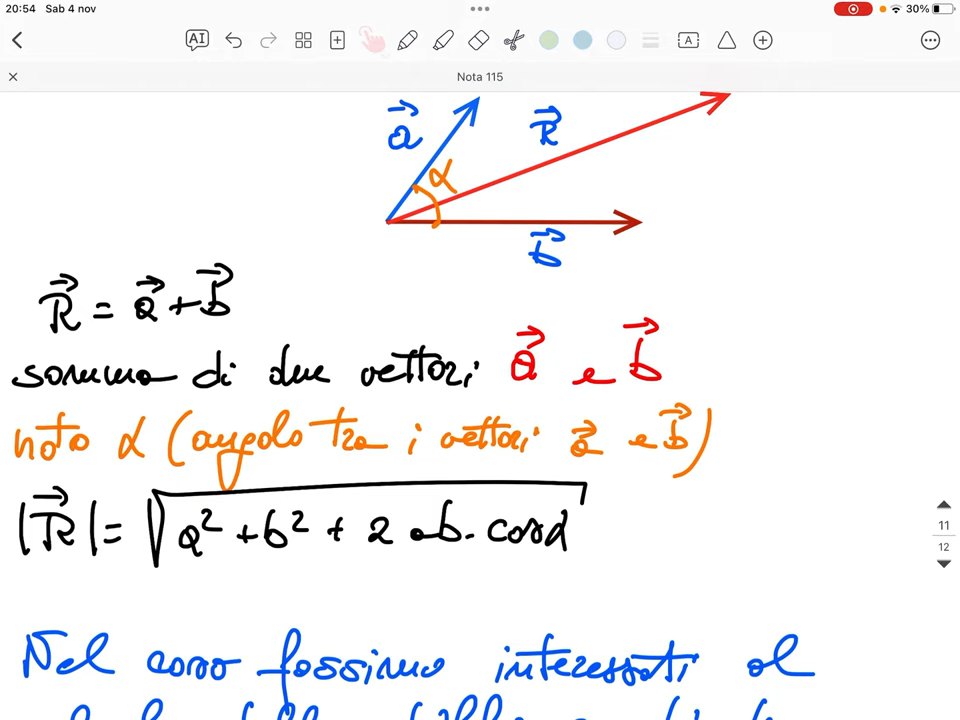 20:54 Sab 4 nov
30%
AI
A
Nota 115
a⃗
R⃗
α
b⃗
R⃗ = a⃗ + b⃗
somma di due vettori a⃗ e b⃗
noto α (angolo tra i vettori a⃗ e b⃗)
|R⃗| = √(a² + b² + 2 ab · cosα)
11
12
Nel caso fossimo interessati al